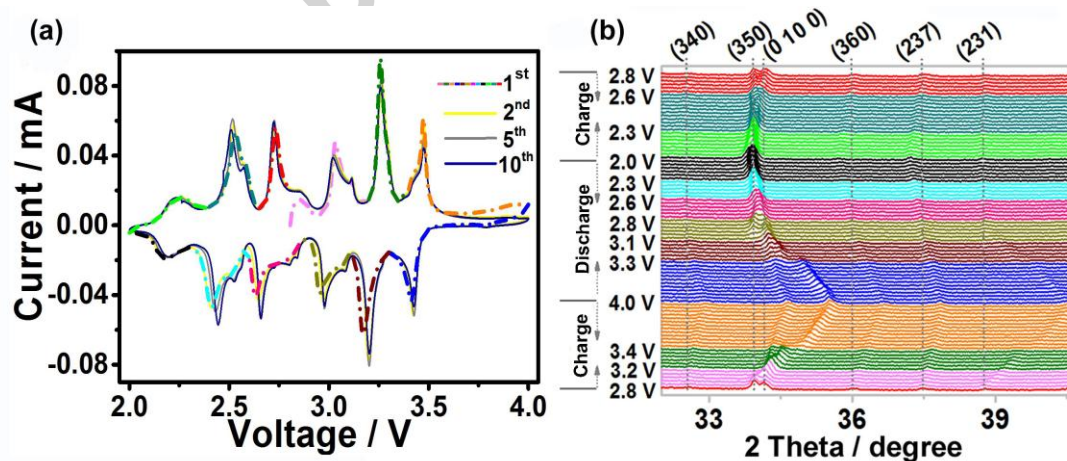 (a)
Current / mA
0.08
0.04
0.00
-0.04
-0.08
1st
2nd
5th
10th
2.0 2.5 3.0 3.5 4.0
Voltage / V
(b)
(340) (350) (0 10 0) (360) (237) (231)
Charge
Discharge
Charge
2.8 V
2.6 V
2.3 V
2.0 V
2.3 V
2.6 V
2.8 V
3.1 V
3.3 V
4.0 V
3.4 V
3.2 V
2.8 V
33 36 39
2 Theta / degree